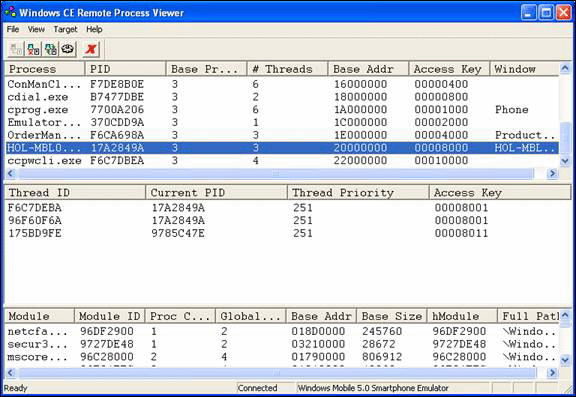 Windows CE Remote Process Viewer
File View Target Help
Process PID Base Pr... # Threads Base Addr Access Key Window
ConManCl... F7DE8B0E 3 6 16000000 00000400
cdial.exe B7477DBE 3 2 18000000 00000800
cprog.exe 7700A206 3 6 1A000000 00001000 Phone
Emulator... 370CDD9A 3 1 1C000000 00002000
OrderMan... F6CA698A 3 3 1E000000 00004000 Product...
HOL-MBL0... 17A2849A 3 3 20000000 00008000 HOL-MBL...
ccpwcli.exe F6C7DBEA 3 4 22000000 00010000
Thread ID Current PID Thread Priority Access Key
F6C7DEBA 17A2849A 251 00008001
96F60F6A 17A2849A 251 00008001
175BD9FE 9785C47E 251 00008011
Module Module ID Proc C... Global... Base Addr Base Size hModule Full Path
netcfa... 96DF2900 1 2 018D0000 245760 96DF2900 \Windo...
secur3... 9727DE48 1 2 03210000 28672 9727DE48 \Windo...
mscore... 96C28000 2 4 01790000 806912 96C28000 \Windo...
Ready Connected Windows Mobile 5.0 Smartphone Emulator